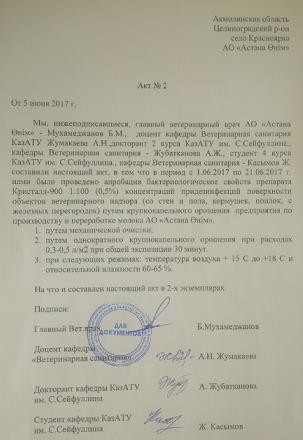 Акмолинская область
Целиноградский р-он
село Красноярка
АО «Астана Өнім»
Акт № 2
От 5 июня 2017 г.
Мы, нижеподписавшиеся, главный ветеринарный врач АО «Астана
Өнім» - Мухамеджанов Б.М., доцент кафедры Ветеринарная санитария
КазАТУ Жумакаева А.Н.,докторант 2 курса КазАТУ им. С.Сейфулина.,
кафедры Ветеринарная санитария - Жубатканова А.Ж., студент 4 курса
КазАТУ им. С.Сейфуллина., кафедры Ветеринарная санитария - Касымов Ж.
составили настоящий акт, в том, что в период с 1.06.2017 до 21.06.2017 г.
нами было проведено апробация бактериологическое свойств препарата
Кристалл-900 1:100 (0,5%) концентраций придезинфекций поверхности
объектов ветеринарного надзора (со стен и пола, кормушек, поилок, с
железных перегородок) путем крупнокапельного орошения предприятия по
производству и переработке молока АО «Астана Өнім».
1. путем механической очистки;
2. путем однократного крупнокапельного орошения при расходах
0,3-0,5 л/м2 при общей экспозиции 30 минут.
3. при следующих режимах: температура воздуха + 15 С до +18 С и
относительной влажности 60-65 %.
На что и составлен настоящий акт в 2-х экземплярах.
Подписи:
Главный Вет.врач Б.Мухамеджанов
ДЛЯ ДОКУМЕНТОВ
Доцент кафедры
«Ветеринарная санитария» А.Н. Жумакаева
Докторант кафедры КазАТУ А. Жубатканова
им. С.Сейфуллина
Студент кафедры КазАТУ
им. С.Сейфуллина Ж. Касымов